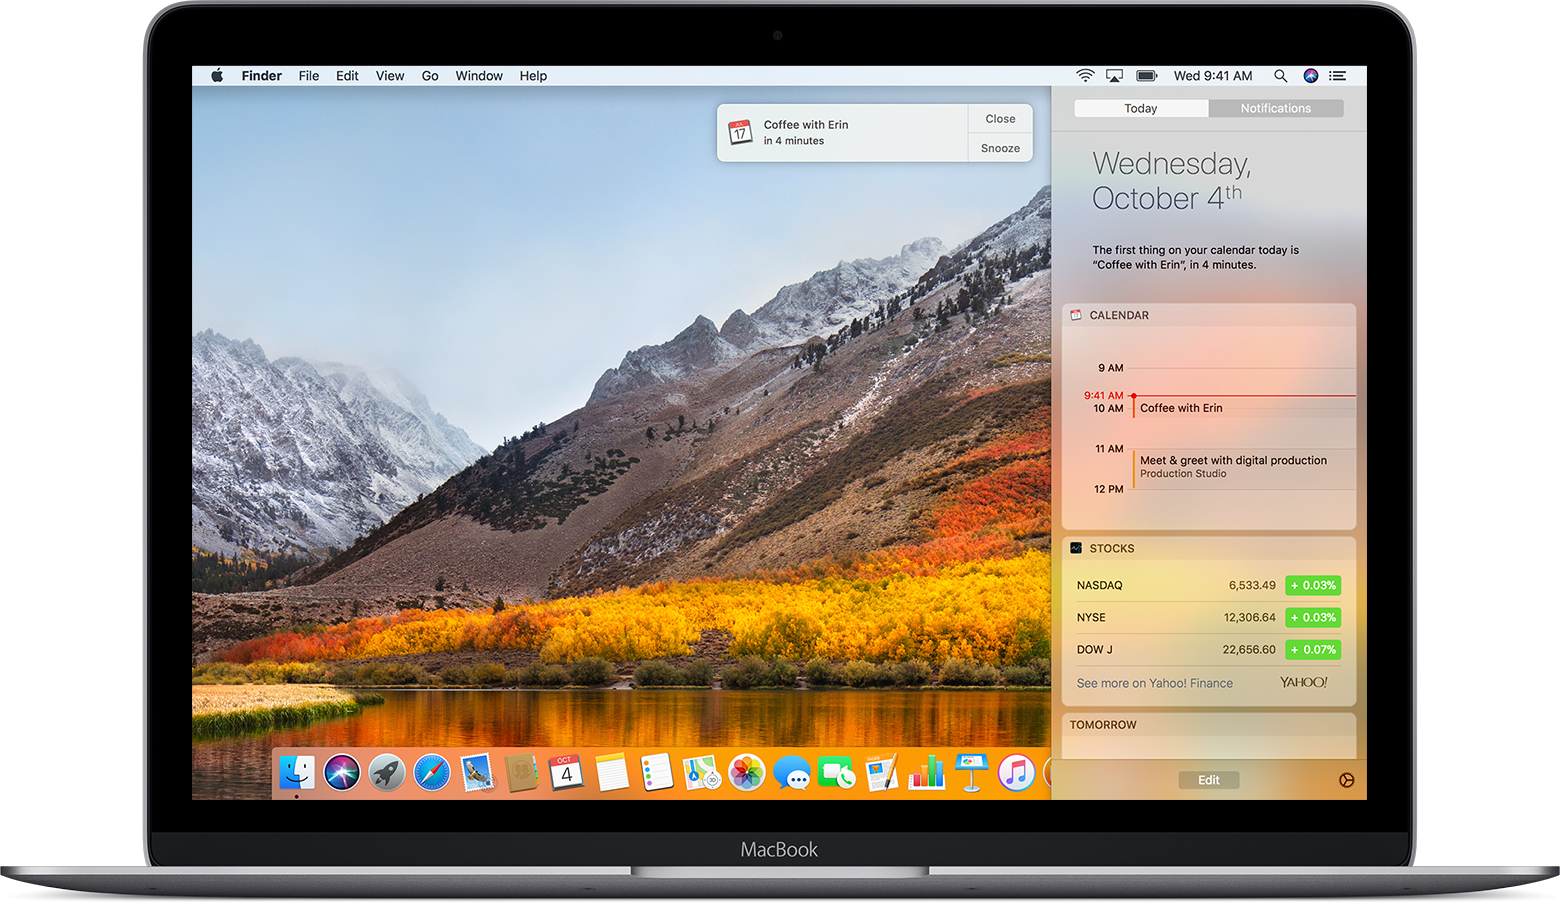 Finder File Edit View Go Window Help Wed 9:41 AM
JUL
17
Coffee with Erin
in 4 minutes
Close
Snooze
Today Notifications
Wednesday,
October 4th
The first thing on your calendar today is
“Coffee with Erin”, in 4 minutes.
CALENDAR
9 AM
9:41 AM
10 AM Coffee with Erin
11 AM
Meet & greet with digital production
Production Studio
12 PM
STOCKS
NASDAQ 6,533.49 + 0.03%
NYSE 12,306.64 + 0.03%
DOW J 22,656.60 + 0.07%
See more on Yahoo! Finance YAHOO!
TOMORROW
Edit
OCT
4
3D
MacBook